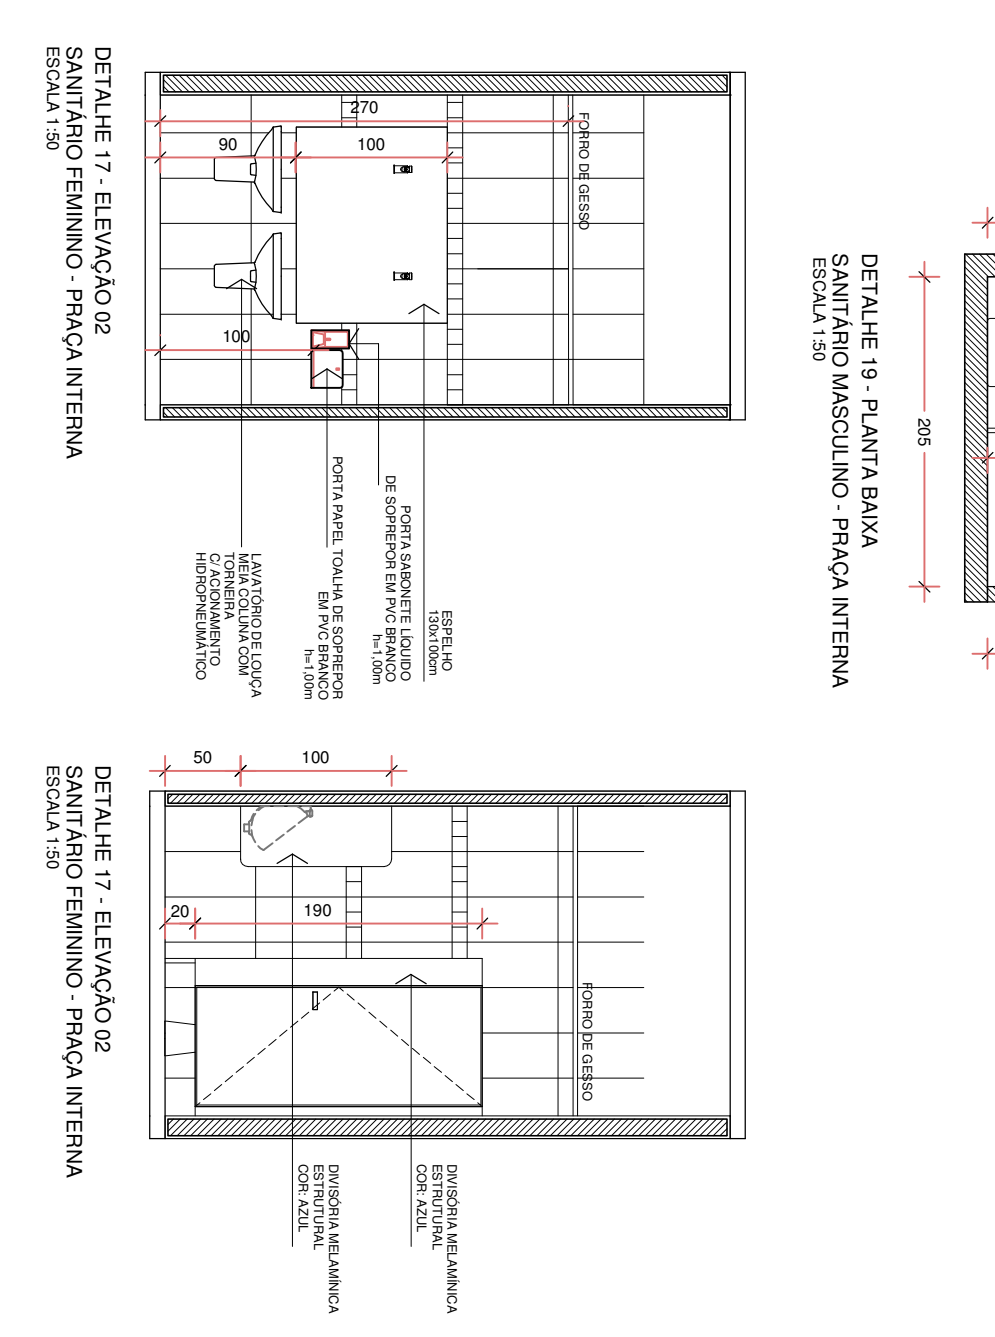 270
90
100
100
FORRO DE GESSO
ESPELHO
130x100cm
PORTA SABONETE LÍQUIDO
DE SOPREPOR EM PVC BRANCO
h=1,00m
PORTA PAPEL TOALHA DE SOPREPOR
EM PVC BRANCO
h=1,00m
LAVATÓRIO DE LOUÇA
MEIA COLUNA COM
TORNEIRA
C/ ACIONAMENTO
HIDROPNEUMÁTICO
DETALHE 17 - ELEVAÇÃO 02
SANITÁRIO FEMININO - PRAÇA INTERNA
ESCALA 1:50
205
DETALHE 19 - PLANTA BAIXA
SANITÁRIO MASCULINO - PRAÇA INTERNA
ESCALA 1:50
50
100
20
190
FORRO DE GESSO
DIVISÓRIA MELAMÍNICA
ESTRUTURAL
COR: AZUL
DIVISÓRIA MELAMÍNICA
ESTRUTURAL
COR: AZUL
DETALHE 17 - ELEVAÇÃO 02
SANITÁRIO FEMININO - PRAÇA INTERNA
ESCALA 1:50